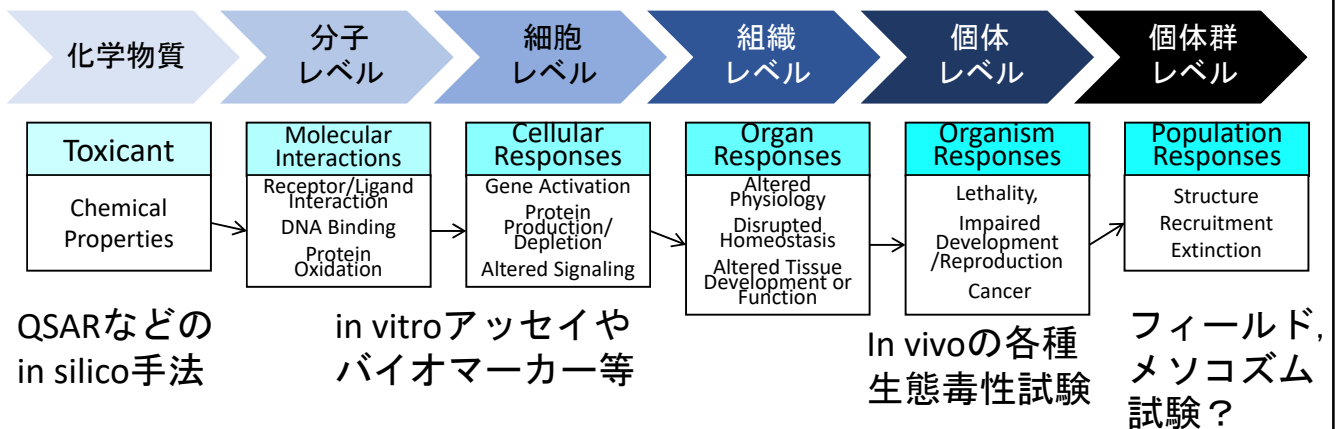 化学物質
分子
レベル
細胞
レベル
組織
レベル
個体
レベル
個体群
レベル
Toxicant
Chemical
Properties
Molecular
Interactions
Receptor/Ligand
Interaction
DNA Binding
Protein
Oxidation
Cellular
Responses
Gene Activation
Protein
Production/
Depletion
Altered Signaling
Organ
Responses
Altered
Physiology
Disrupted
Homeostasis
Altered Tissue
Development or
Function
Organism
Responses
Lethality,
Impaired
Development
/Reproduction
Cancer
Population
Responses
Structure
Recruitment
Extinction
QSARなどの
in silico手法
in vitroアッセイや
バイオマーカー等
In vivoの各種
生態毒性試験
フィールド,
メソコズム
試験？